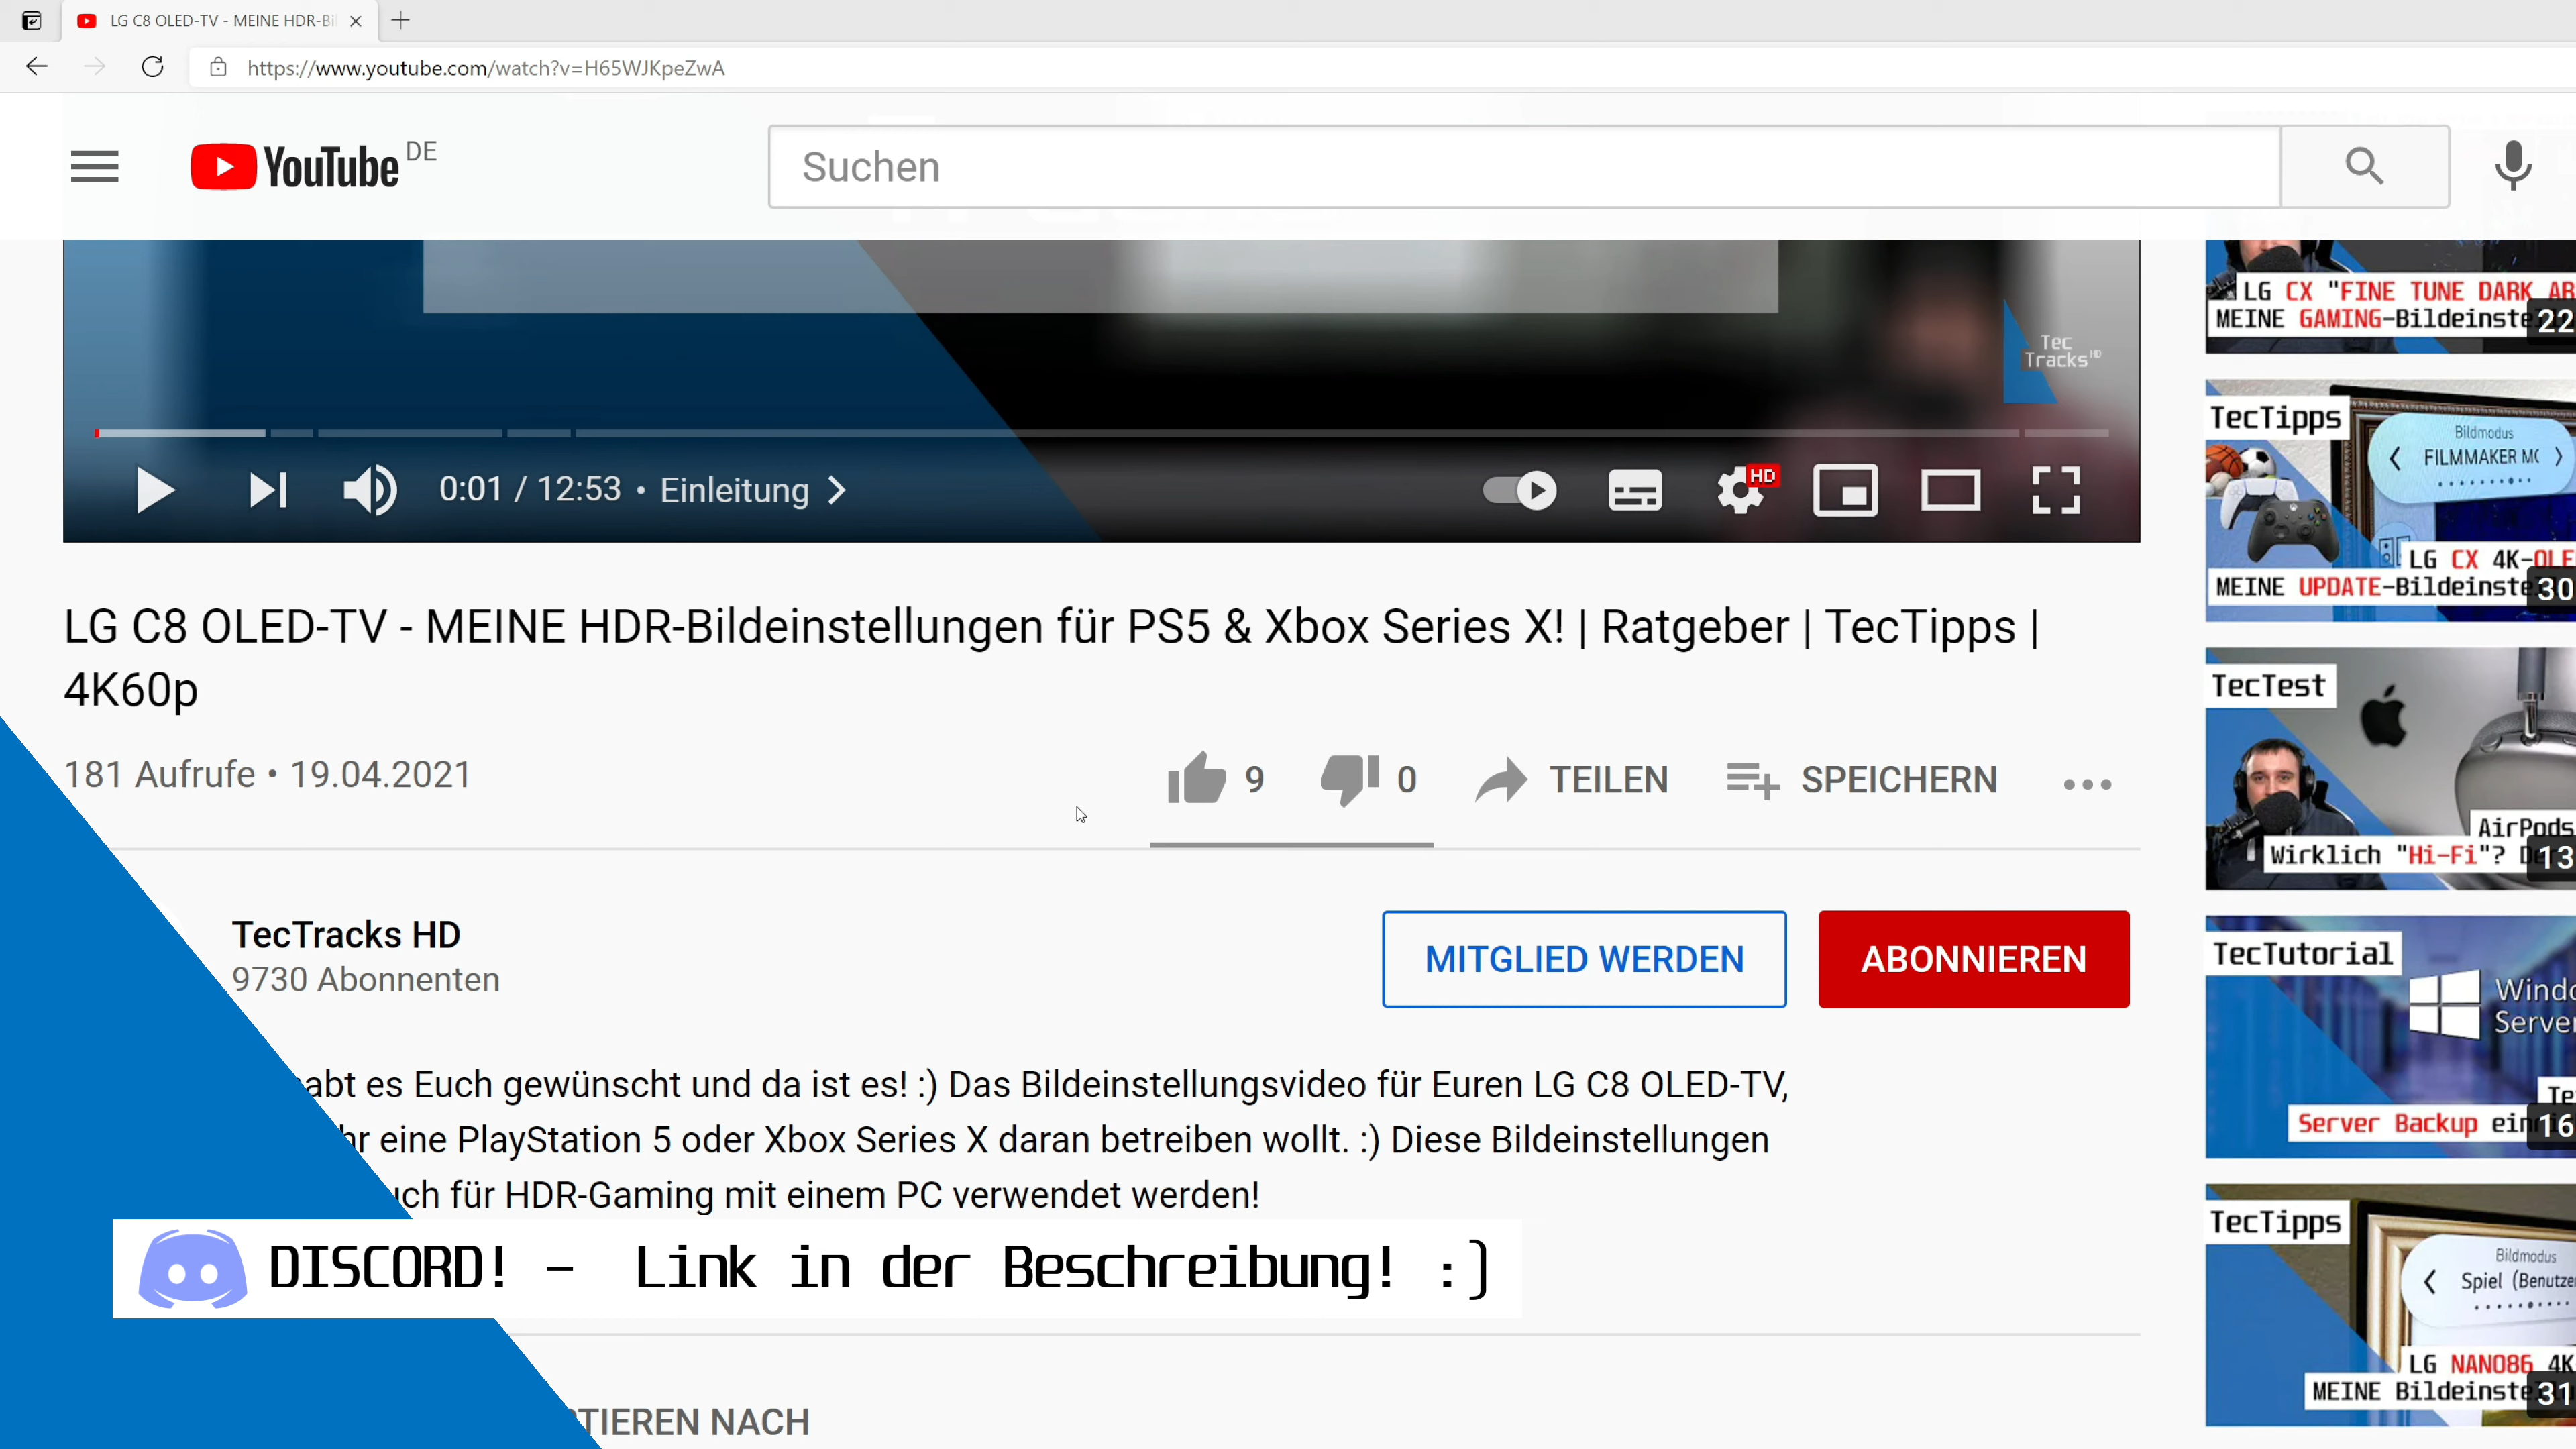 LG C8 OLED-TV - MEINE HDR-Bi
https://www.youtube.com/watch?v=H65WJKpeZwA
YouTube DE
Suchen
Tec
Tracks HD
0:01 / 12:53 • Einleitung
HD
LG C8 OLED-TV - MEINE HDR-Bildeinstellungen für PS5 & Xbox Series X! | Ratgeber | TecTipps |
4K60p
181 Aufrufe • 19.04.2021
9
0
TEILEN
SPEICHERN
TecTracks HD
9730 Abonnenten
MITGLIED WERDEN
ABONNIEREN
abt es Euch gewünscht und da ist es! :) Das Bildeinstellungsvideo für Euren LG C8 OLED-TV,
hr eine PlayStation 5 oder Xbox Series X daran betreiben wollt. :) Diese Bildeinstellungen
uch für HDR-Gaming mit einem PC verwendet werden!
DISCORD! - Link in der Beschreibung! :)
TIEREN NACH
LG CX "FINE TUNE DARK AR
MEINE GAMING-Bildeinste
22
TecTipps
Bildmodus
FILMMAKER MO
LG CX 4K-OLE
MEINE UPDATE-Bildeinste
30
TecTest
AirPods
Wirklich "Hi-Fi"?
13
TecTutorial
Windo
Server
Te
Server Backup ein
16
TecTipps
Bildmodus
Spiel (Benutze
LG NANO86 4K
MEINE Bildeinste
31